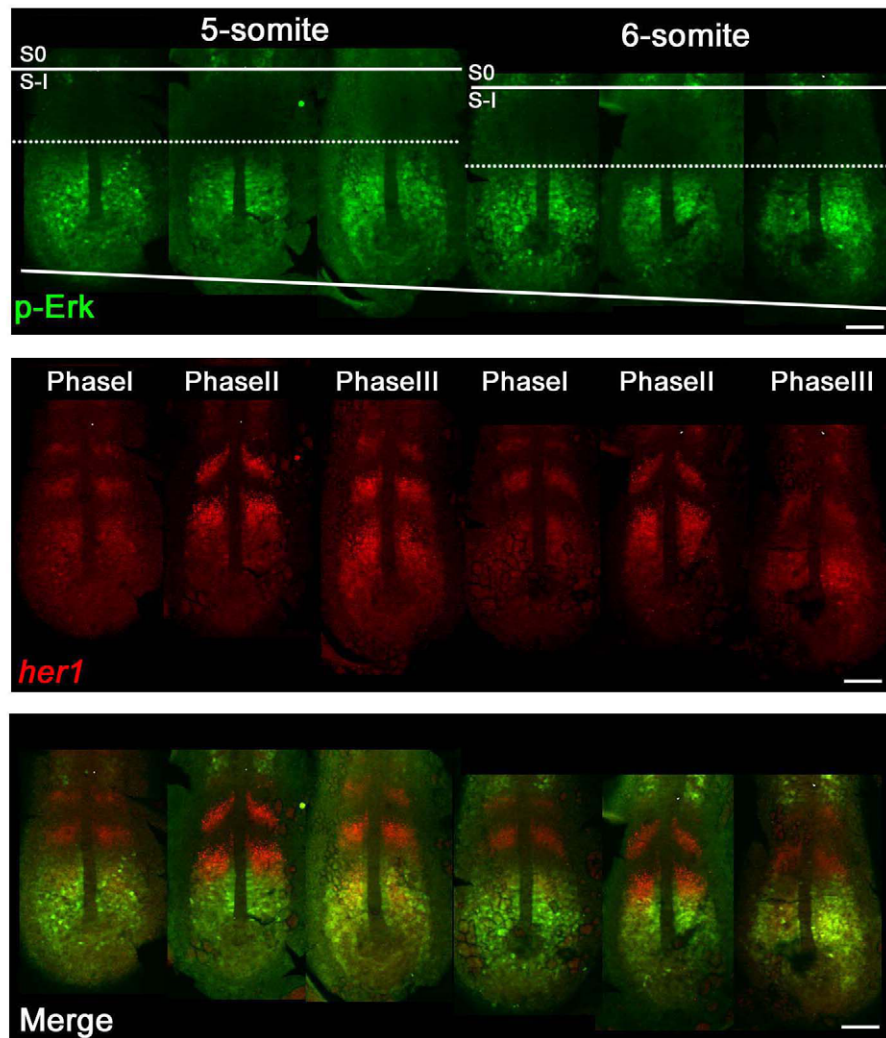 5-somite
6-somite
S0
S-I
S0
S-I
p-Erk
PhaseI
PhaseII
PhaseIII
PhaseI
PhaseII
PhaseIII
her1
Merge